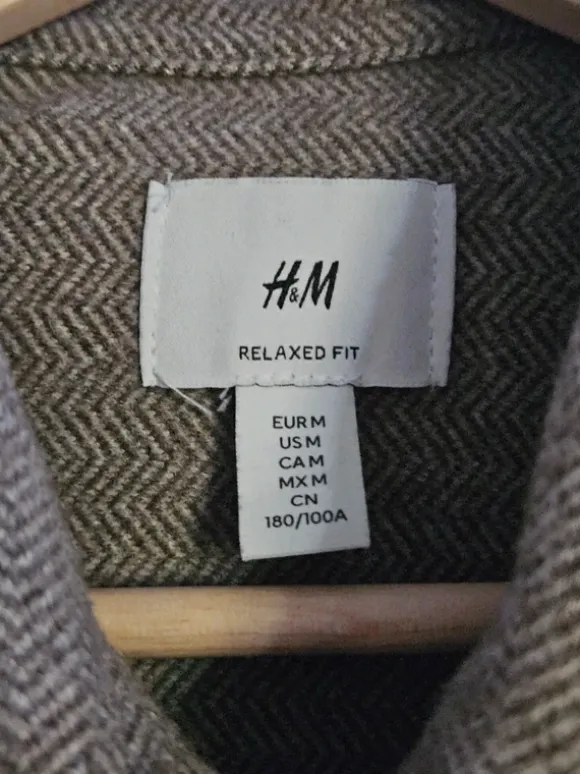 H&M
RELAXED FIT
EUR M
US M
CA M
MX M
CN
180/100A